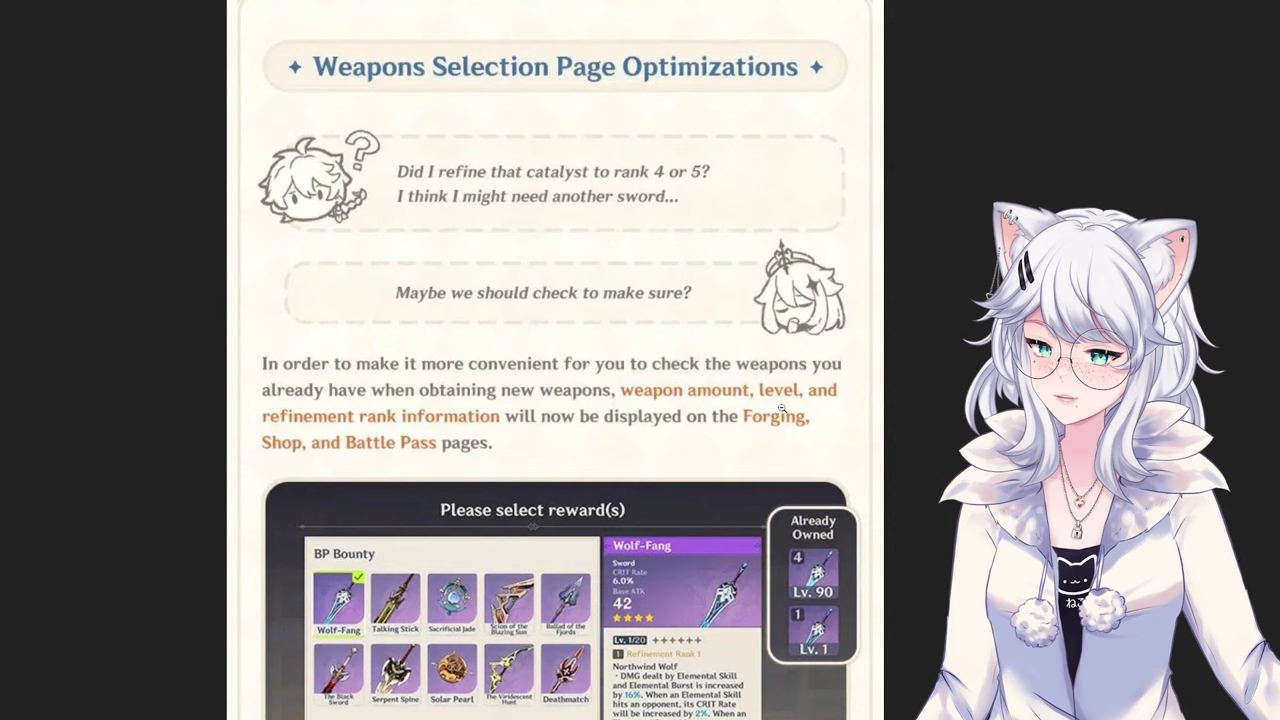 Weapons Selection Page Optimizations
Did I refine that catalyst to rank 4 or 5?
I think I might need another sword...
Maybe we should check to make sure?
In order to make it more convenient for you to check the weapons you
already have when obtaining new weapons, weapon amount, level, and
refinement rank information will now be displayed on the Forging,
Shop, and Battle Pass pages.
Please select reward(s)
BP Bounty
Wolf-Fang
Talking Stick
Sacrificial Jade
Scion of the
Blazing Sun
Ballad of the
Fjords
The Black
Sword
Serpent Spine
Solar Pearl
The Viridescent
Hunt
Deathmatch
Wolf-Fang
Sword
CRIT Rate
6.0%
Base ATK
42
Lv. 1/20
1 Refinement Rank 1
Northwind Wolf
· DMG dealt by Elemental Skill
and Elemental Burst is increased
by 16%. When an Elemental Skill
hits an opponent, its CRIT Rate
will be increased by 2%. When an
Already
Owned
4
Lv. 90
1
Lv. 1
ねこ